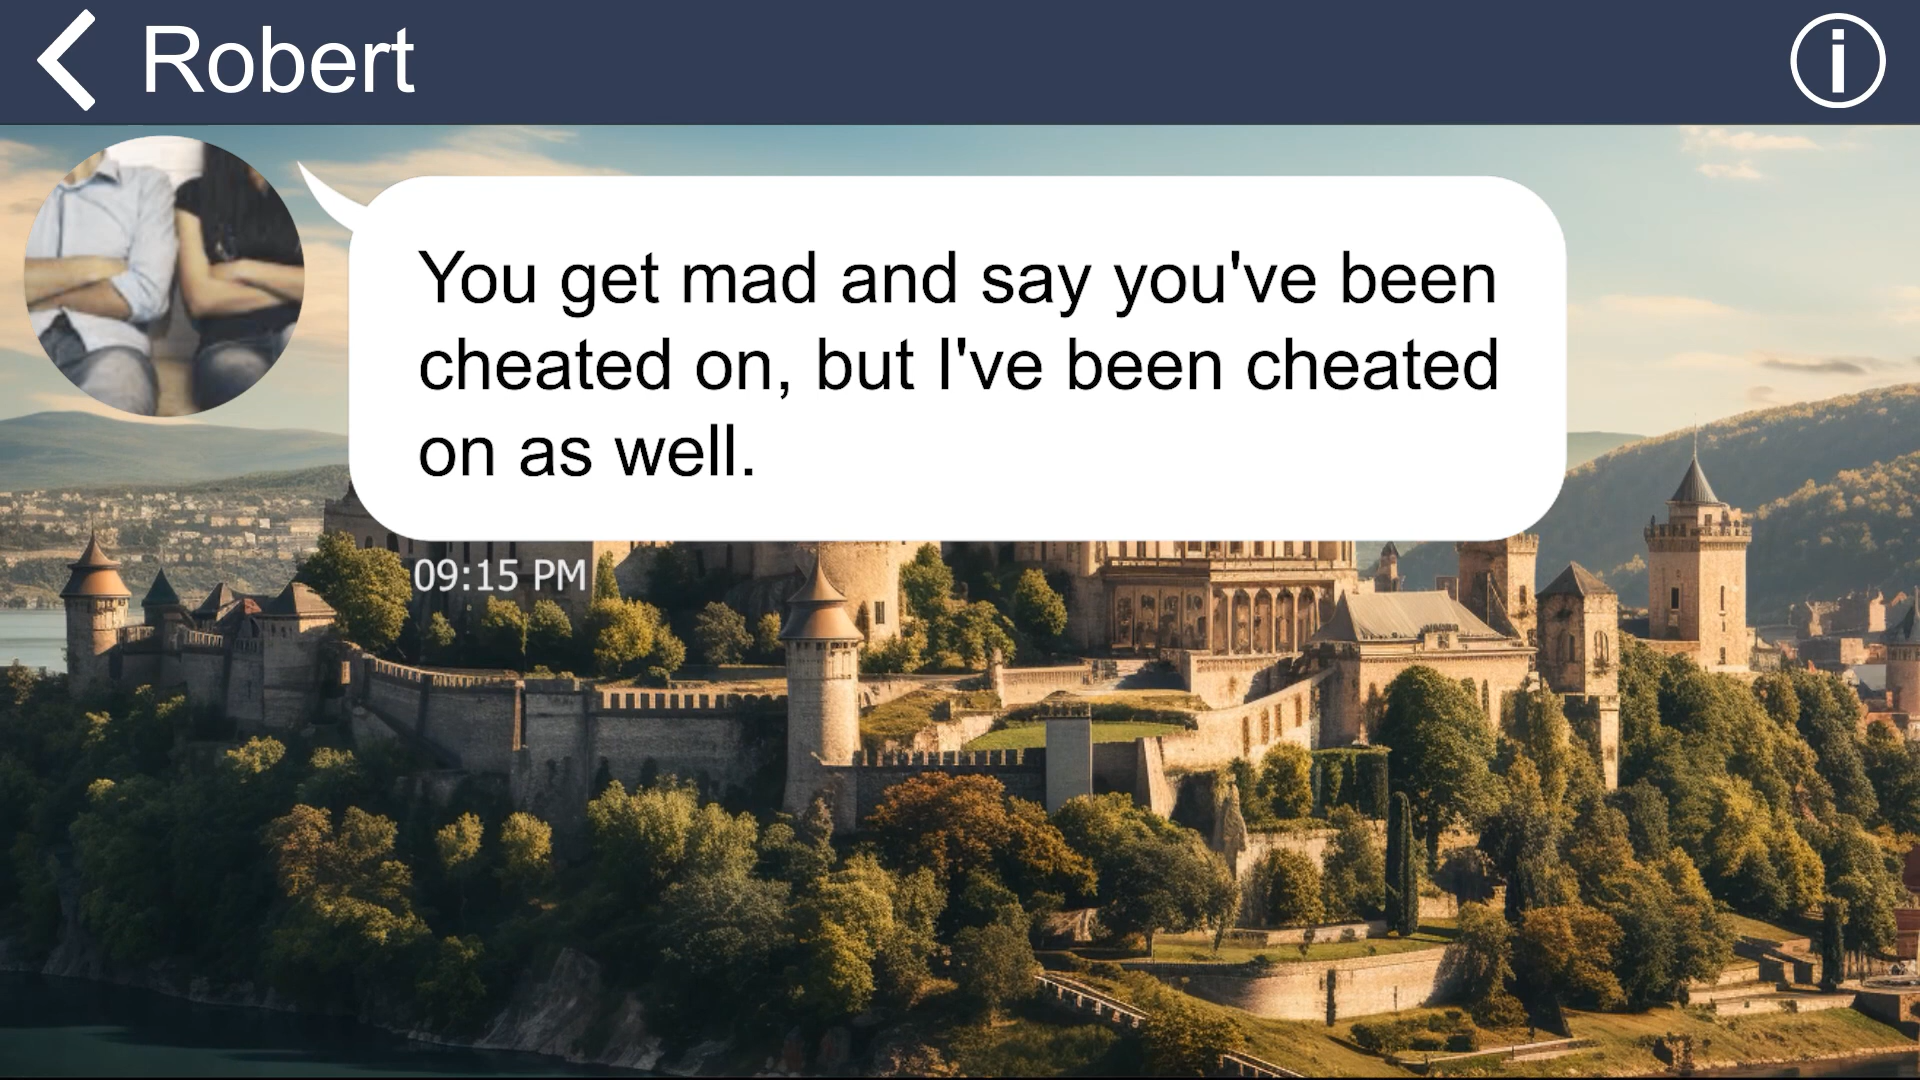 Robert
You get mad and say you've been
cheated on, but I've been cheated
on as well.
09:15 PM